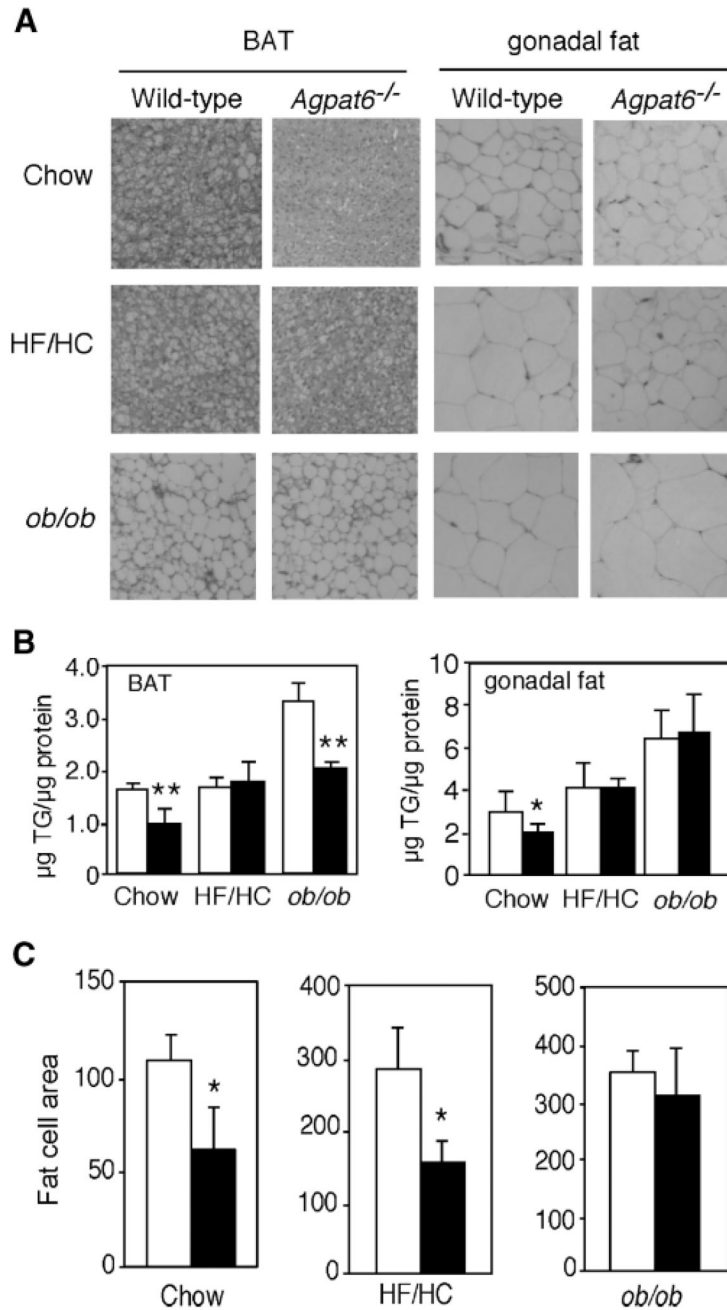 A
BAT gonadal fat
Wild-type Agpat6-/- Wild-type Agpat6-/-
Chow
HF/HC
ob/ob
B
µg TG/µg protein
4.0
3.0
2.0
1.0
0
BAT
**
**
Chow HF/HC ob/ob
µg TG/µg protein
10
8
6
4
2
0
gonadal fat
*
Chow HF/HC ob/ob
C
Fat cell area
150
100
50
0
*
Chow
400
300
200
100
0
*
HF/HC
500
400
300
200
100
0
ob/ob